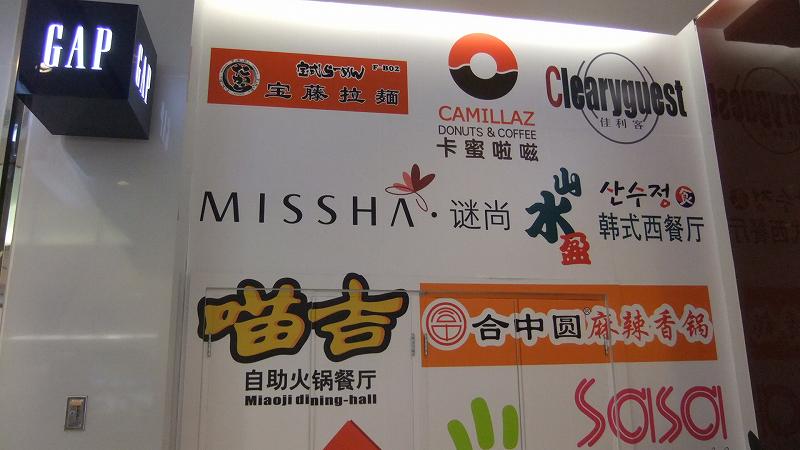 GAP
GAP
F-B02
宝藤拉麺
CAMILLAZ
DONUTS & COFFEE
卡蜜啦嗞
Clearyguest
佳利客
MISSHA·谜尚
山
水
盈
산수정 食
韩式西餐厅
喵吉
自助火锅餐厅
Miaoji dining-hall
合中圆® 麻辣香锅
sasa